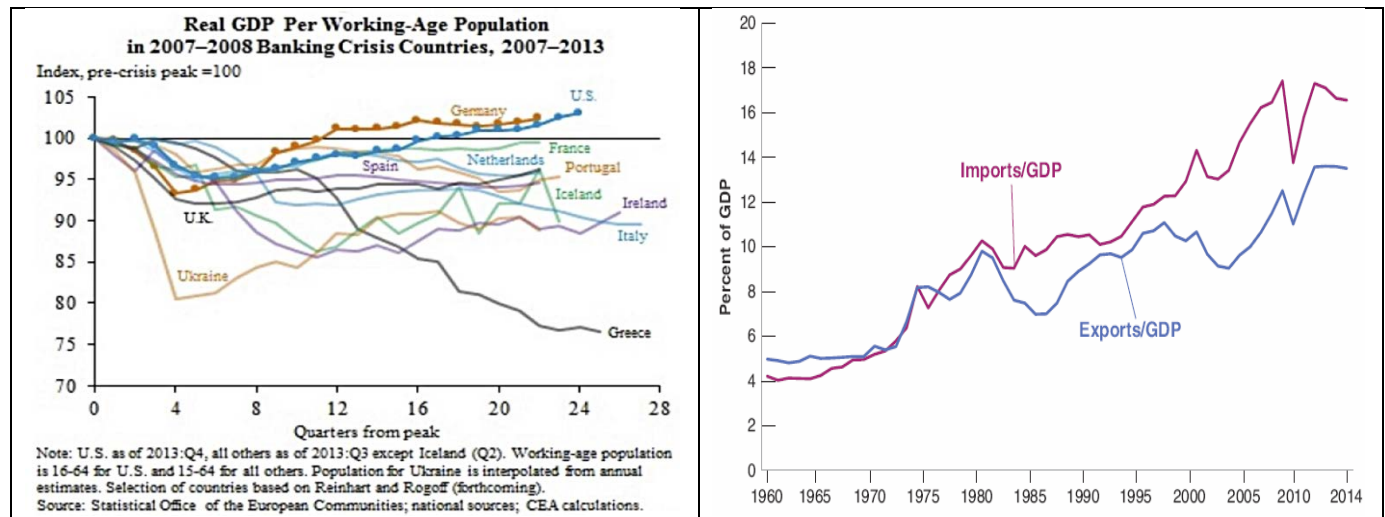 Real GDP Per Working-Age Population
in 2007–2008 Banking Crisis Countries, 2007–2013
Index, pre-crisis peak =100
105
100
95
90
85
80
75
70
U.S.
Germany
France
Netherlands
Portugal
Spain
Iceland
Ireland
U.K.
Italy
Ukraine
Greece
0 4 8 12 16 20 24 28
Quarters from peak
Note: U.S. as of 2013:Q4, all others as of 2013:Q3 except Iceland (Q2). Working-age population
is 16-64 for U.S. and 15-64 for all others. Population for Ukraine is interpolated from annual
estimates. Selection of countries based on Reinhart and Rogoff (forthcoming).
Source: Statistical Office of the European Communities; national sources; CEA calculations.
Percent of GDP
20
18
16
14
12
10
8
6
4
2
0
Imports/GDP
Exports/GDP
1960 1965 1970 1975 1980 1985 1990 1995 2000 2005 2010 2014